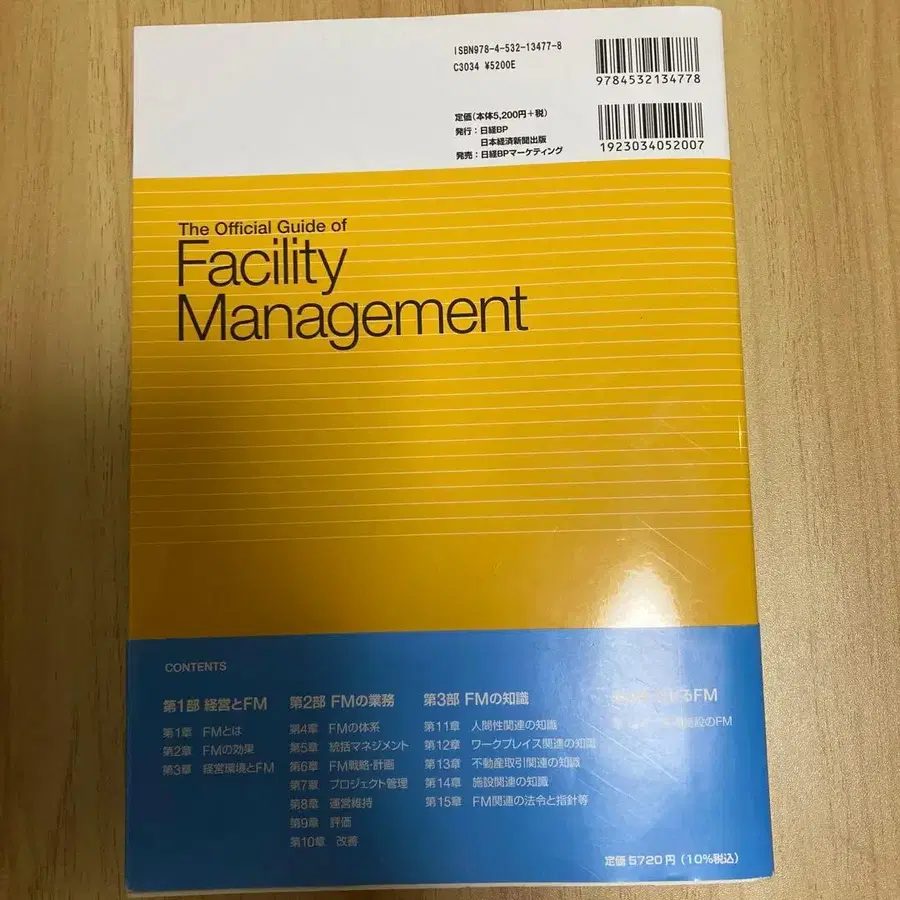 ISBN978-4-532-13477-8
C3034 ¥5200E
9784532134778
定価(本体5,200円+税)
発行:日経BP
日本経済新聞出版
発売:日経BPマーケティング
1923034052007
The Official Guide of
Facility
Management
CONTENTS
第1部 経営とFM
第1章 FMとは
第2章 FMの効果
第3章 経営環境とFM
第2部 FMの業務
第4章 FMの体系
第5章 統括マネジメント
第6章 FM戦略・計画
第7章 プロジェクト管理
第8章 運営維持
第9章 評価
第10章 改善
第3部 FMの知識
第11章 人間性関連の知識
第12章 ワークプレイス関連の知識
第13章 不動産取引関連の知識
第14章 施設関連の知識
第15章 FM関連の法令と指針等
るFM
施設のFM
定価5720円(10%税込)